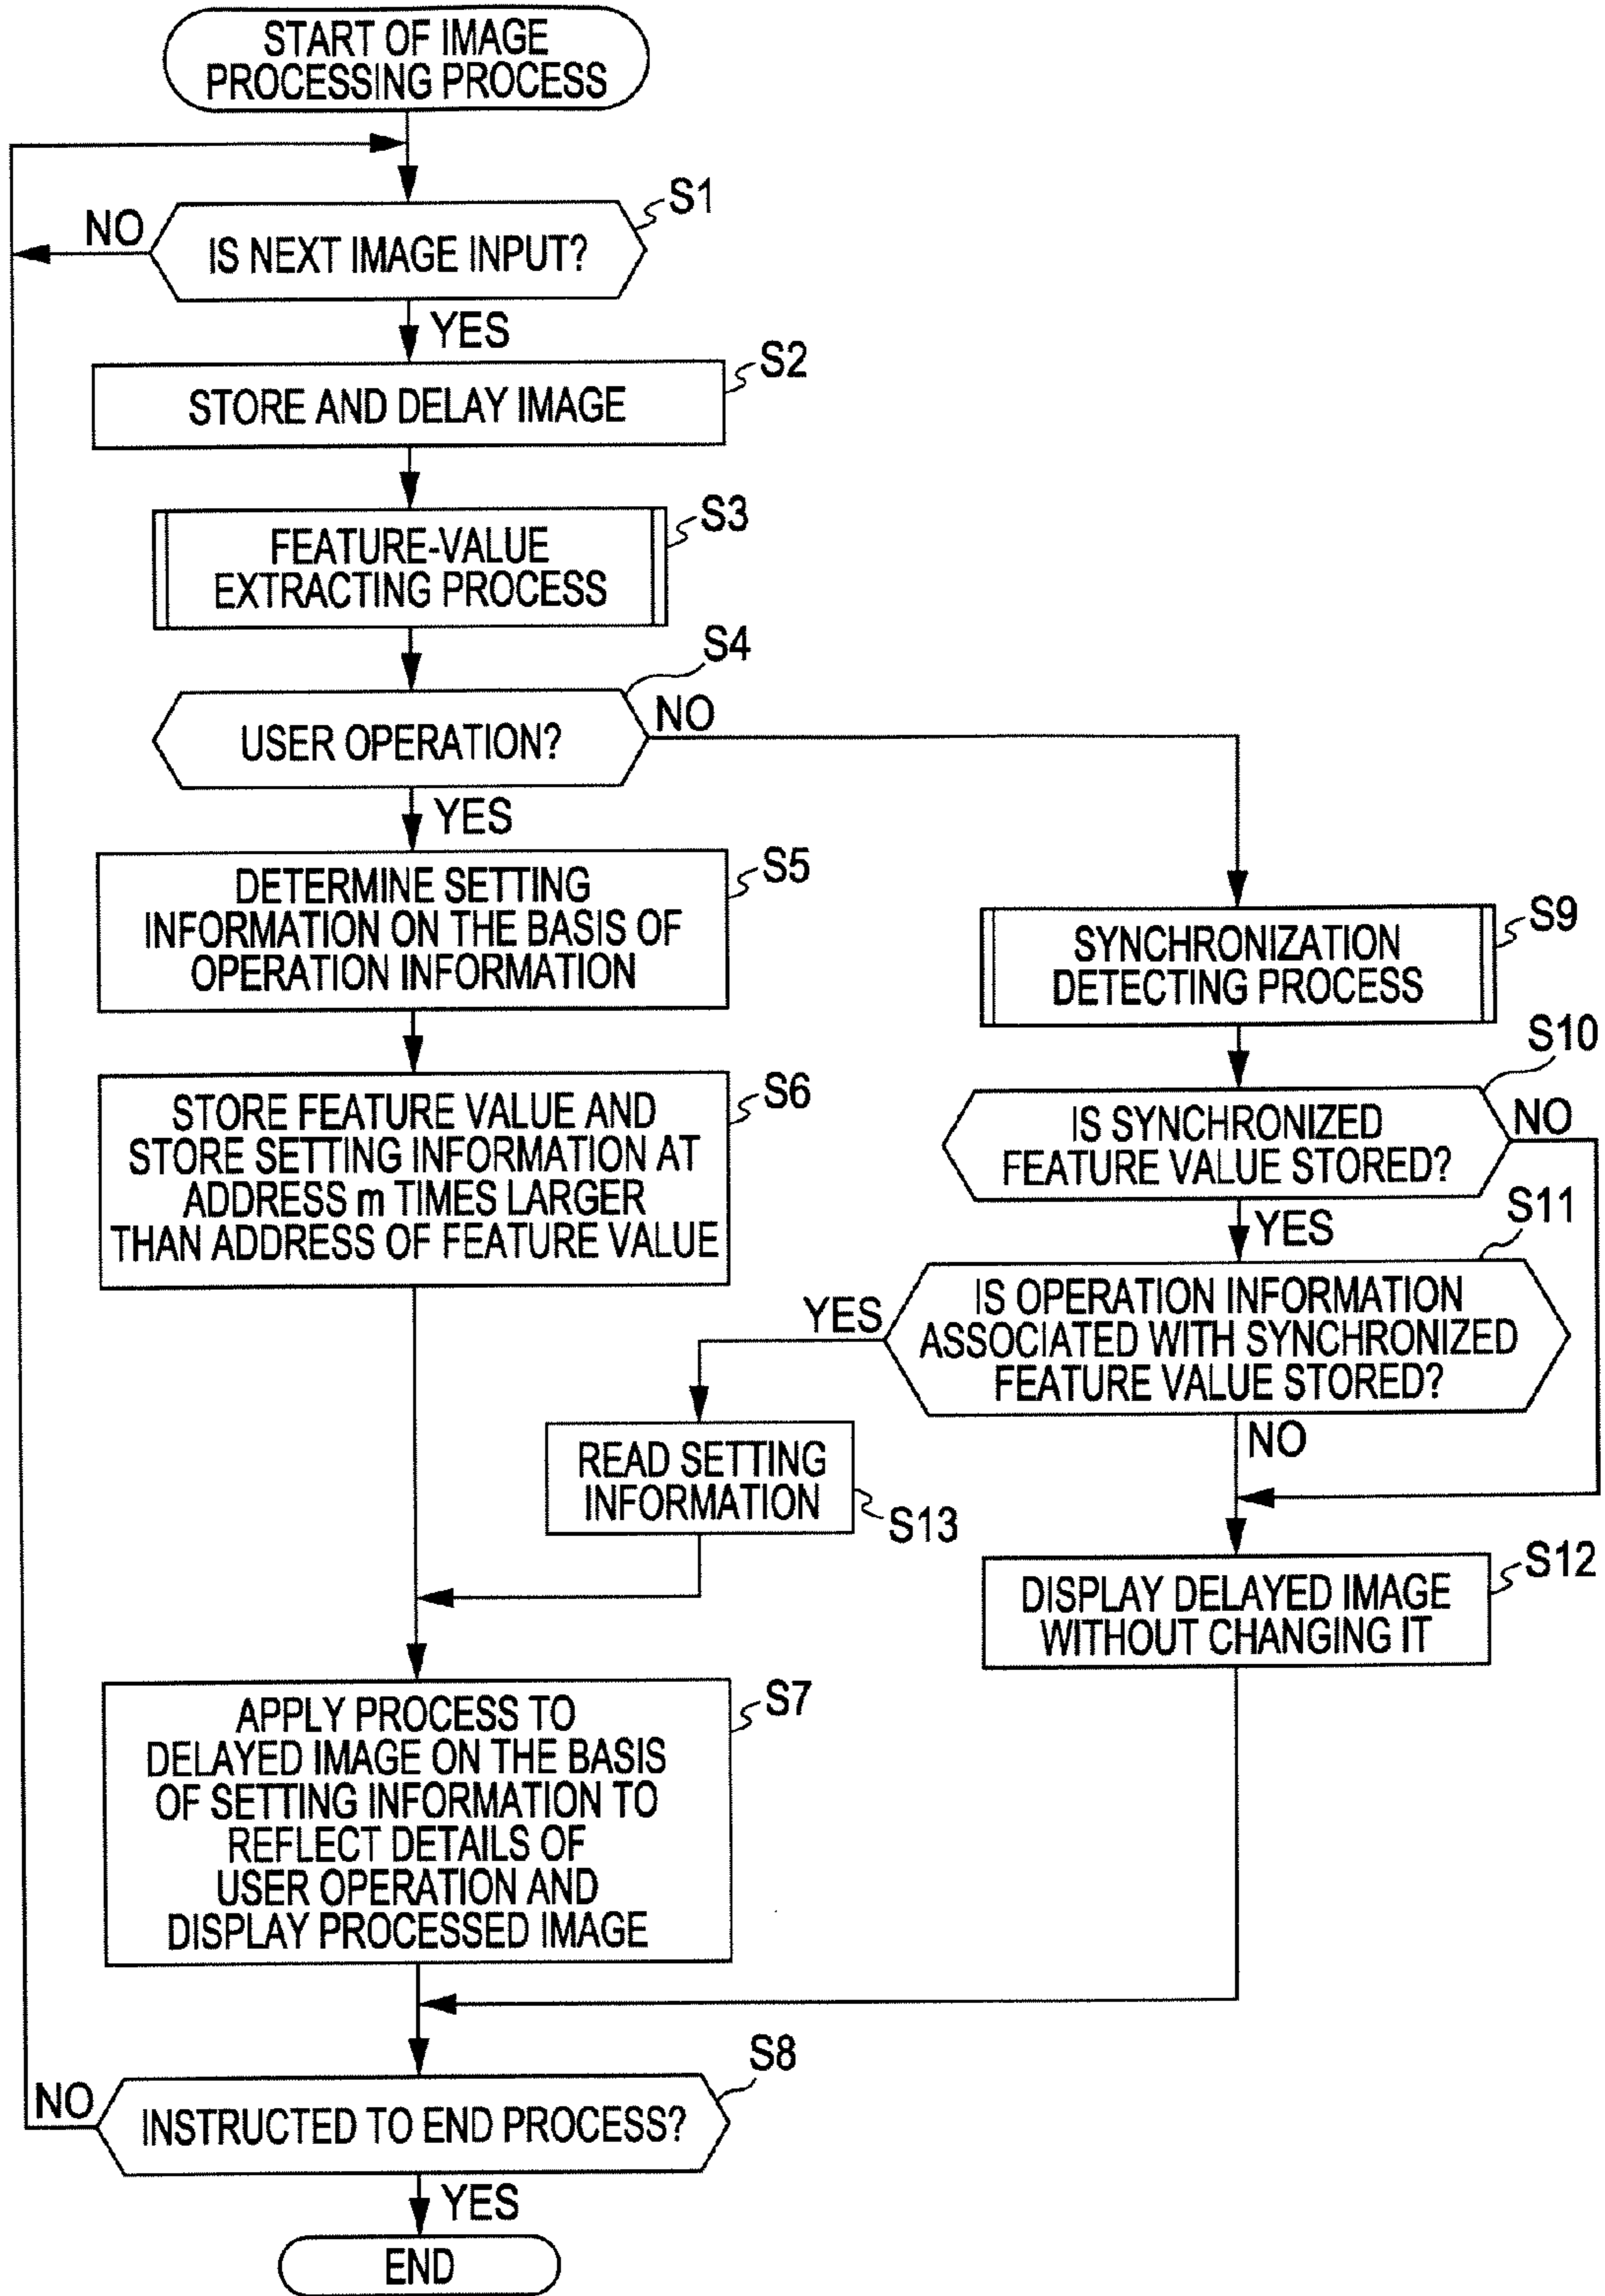 START OF IMAGE
PROCESSING PROCESS
S1
NO
IS NEXT IMAGE INPUT?
YES
S2
STORE AND DELAY IMAGE
S3
FEATURE-VALUE
EXTRACTING PROCESS
S4
NO
USER OPERATION?
YES
S5
DETERMINE SETTING
INFORMATION ON THE BASIS OF
OPERATION INFORMATION
S9
SYNCHRONIZATION
DETECTING PROCESS
S6
STORE FEATURE VALUE AND
STORE SETTING INFORMATION AT
ADDRESS m TIMES LARGER
THAN ADDRESS OF FEATURE VALUE
S10
NO
IS SYNCHRONIZED
FEATURE VALUE STORED?
YES
S11
YES
IS OPERATION INFORMATION
ASSOCIATED WITH SYNCHRONIZED
FEATURE VALUE STORED?
NO
READ SETTING
INFORMATION
S13
S12
DISPLAY DELAYED IMAGE
WITHOUT CHANGING IT
S7
APPLY PROCESS TO
DELAYED IMAGE ON THE BASIS
OF SETTING INFORMATION TO
REFLECT DETAILS OF
USER OPERATION AND
DISPLAY PROCESSED IMAGE
S8
NO
INSTRUCTED TO END PROCESS?
YES
END